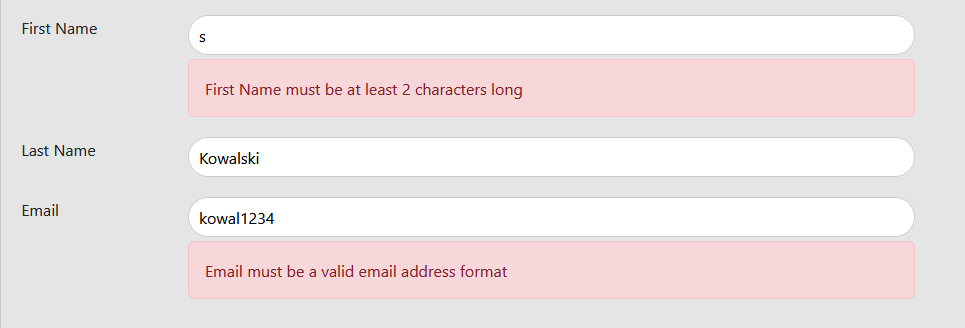 First Name
s
First Name must be at least 2 characters long
Last Name
Kowalski
Email
kowal1234
Email must be a valid email address format